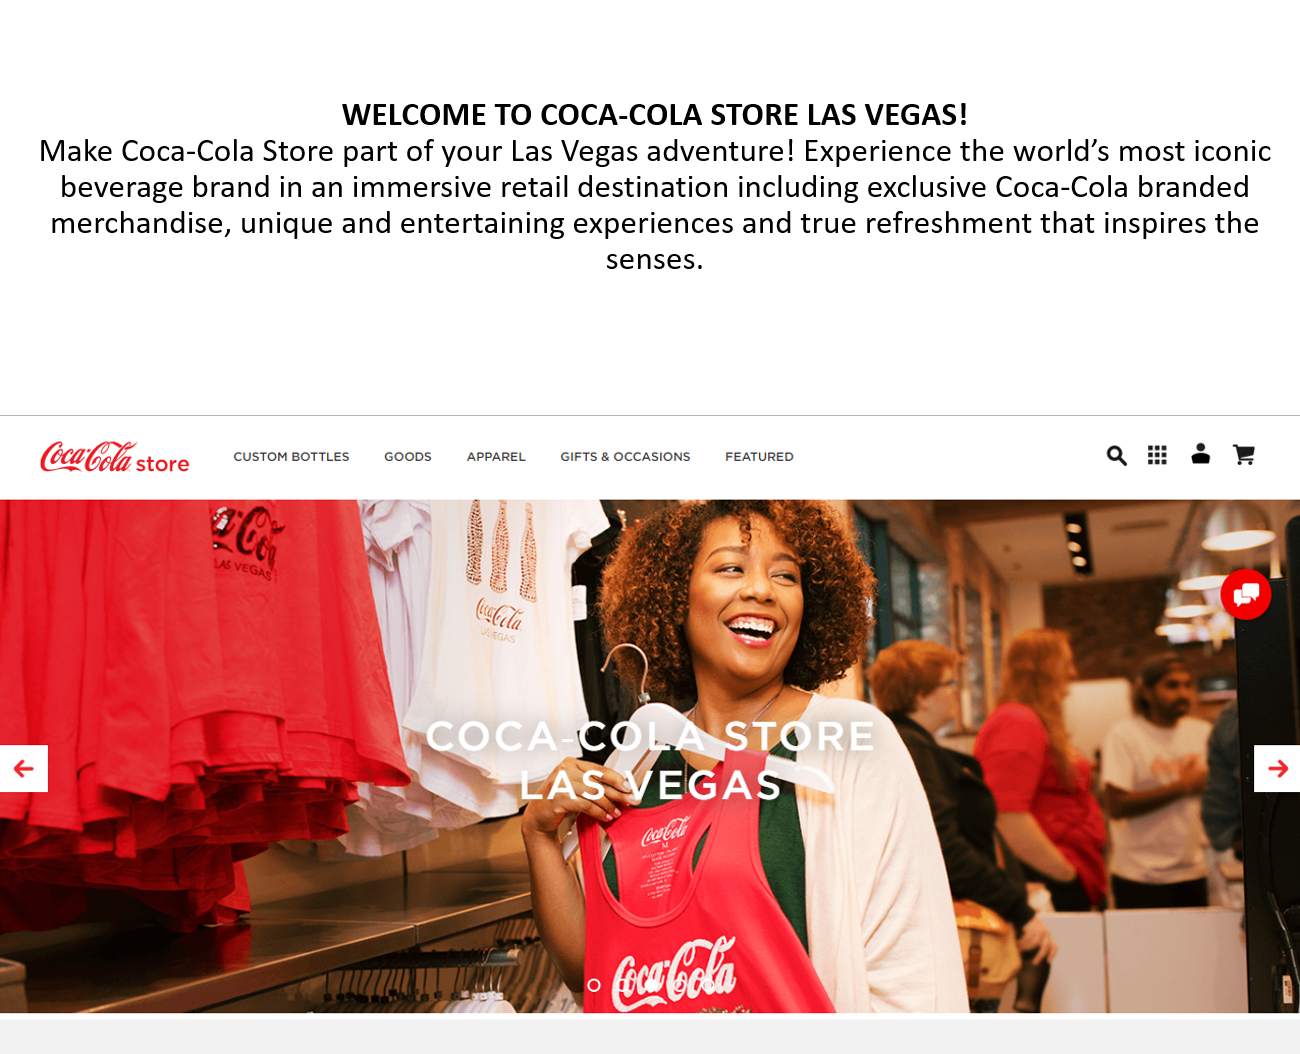 WELCOME TO COCA-COLA STORE LAS VEGAS!
Make Coca-Cola Store part of your Las Vegas adventure! Experience the world’s most iconic
beverage brand in an immersive retail destination including exclusive Coca-Cola branded
merchandise, unique and entertaining experiences and true refreshment that inspires the
senses.
Coca-Cola store
CUSTOM BOTTLES GOODS APPAREL GIFTS & OCCASIONS FEATURED
LAS VEGAS
Coca-Cola
LAS VEGAS
COCA-COLA STORE
LAS VEGAS
Coca-Cola
M
Coca-Cola